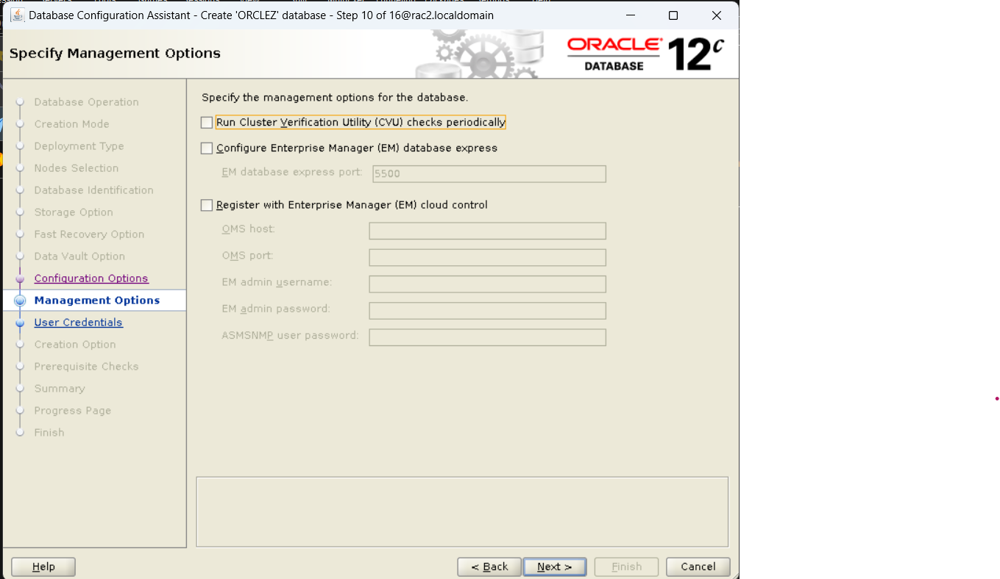 Database Configuration Assistant - Create 'ORCLEZ' database - Step 10 of 16@rac2.localdomain
Specify Management Options
ORACLE
DATABASE
12c
Database Operation
Creation Mode
Deployment Type
Nodes Selection
Database Identification
Storage Option
Fast Recovery Option
Data Vault Option
Configuration Options
Management Options
User Credentials
Creation Option
Prerequisite Checks
Summary
Progress Page
Finish
Specify the management options for the database.
Run Cluster Verification Utility (CVU) checks periodically
Configure Enterprise Manager (EM) database express
EM database express port: 5500
Register with Enterprise Manager (EM) cloud control
OMS host:
OMS port:
EM admin username:
EM admin password:
ASMSNMP user password:
Help
< Back
Next >
Finish
Cancel